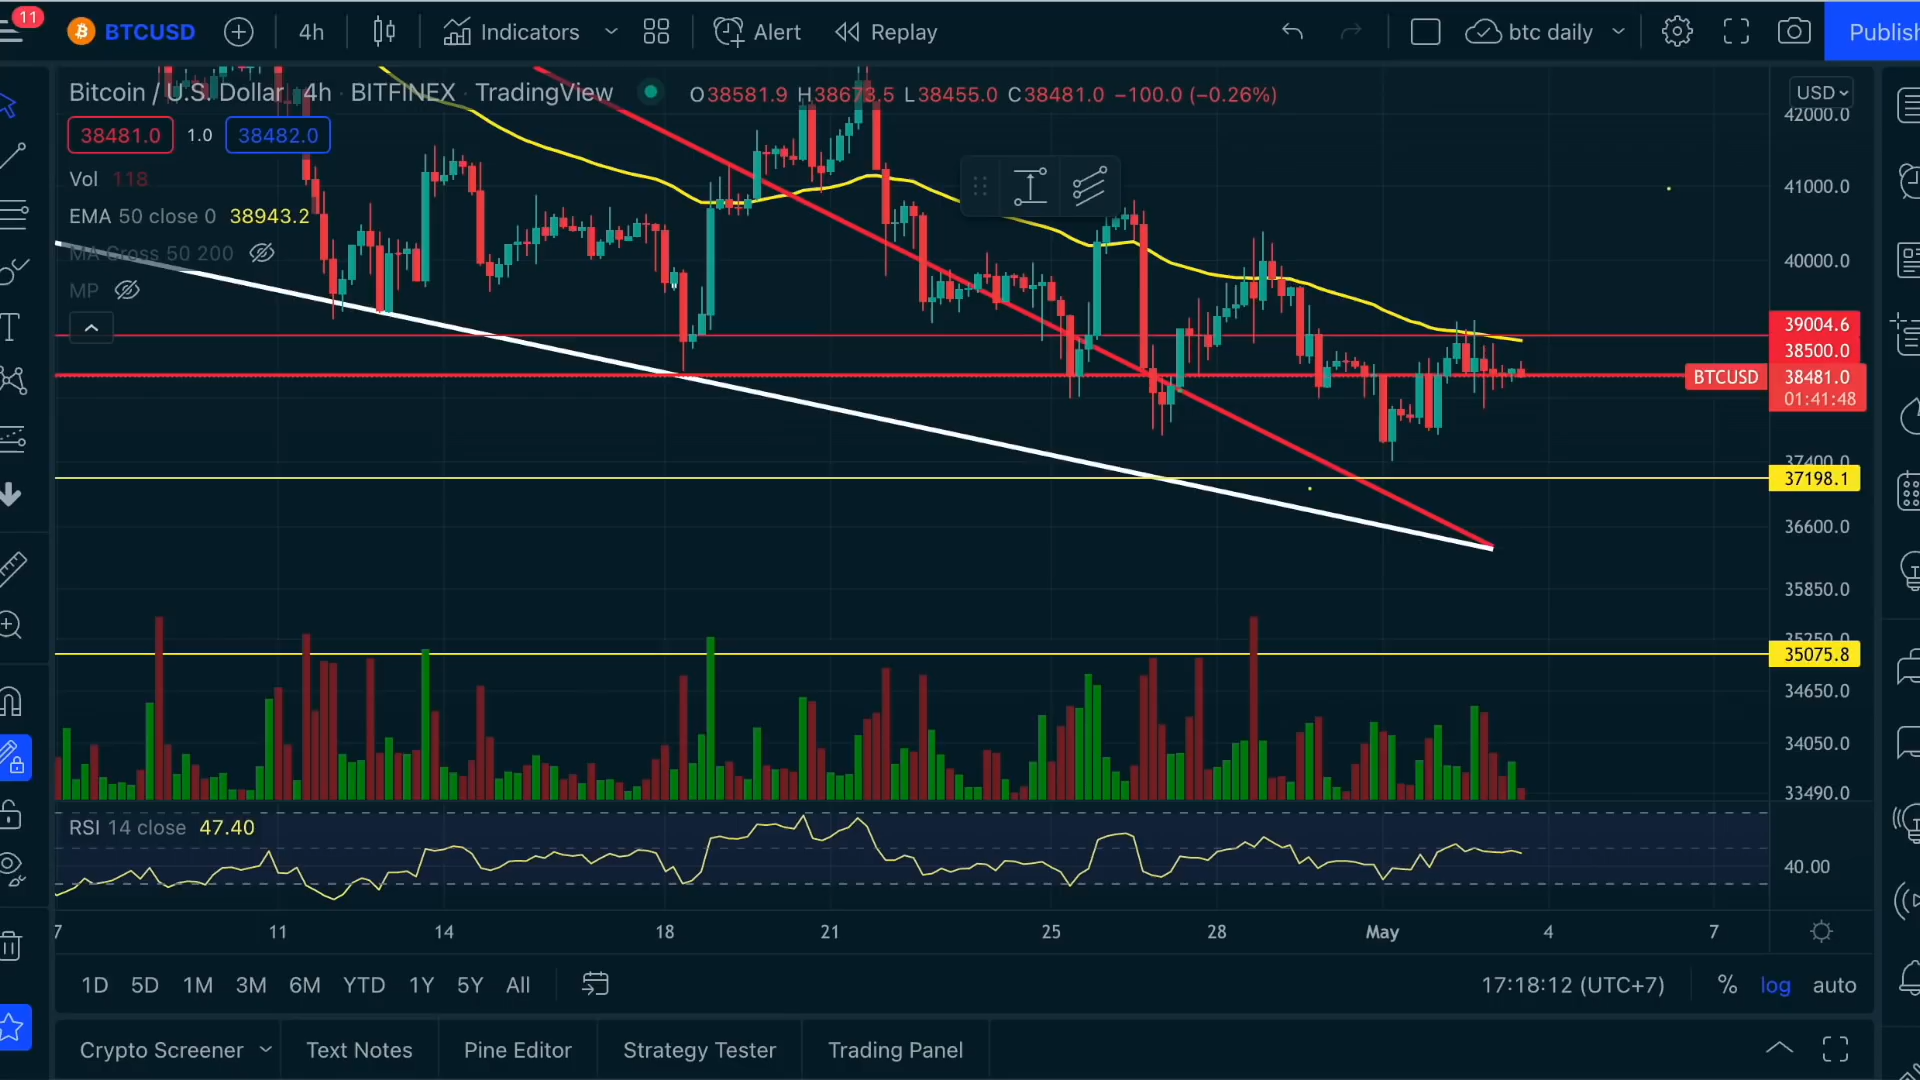 11 BTCUSD 4h Indicators Alert Replay btc daily Publish
Bitcoin / U.S. Dollar · 4h · BITFINEX · TradingView O38581.9 H38673.5 L38455.0 C38481.0 −100.0 (−0.26%) USD
42000.0
38481.0 1.0 38482.0
Vol 118
41000.0
EMA 50 close 0 38943.2
MA Cross 50 200
40000.0
MP
39004.6
38500.0
BTCUSD 38481.0
01:41:48
37400.0
37198.1
36600.0
35850.0
35250.0
35075.8
34650.0
34050.0
33490.0
RSI 14 close 47.40
40.00
7 11 14 18 21 25 28 May 4 7
1D 5D 1M 3M 6M YTD 1Y 5Y All 17:18:12 (UTC+7) % log auto
Crypto Screener Text Notes Pine Editor Strategy Tester Trading Panel